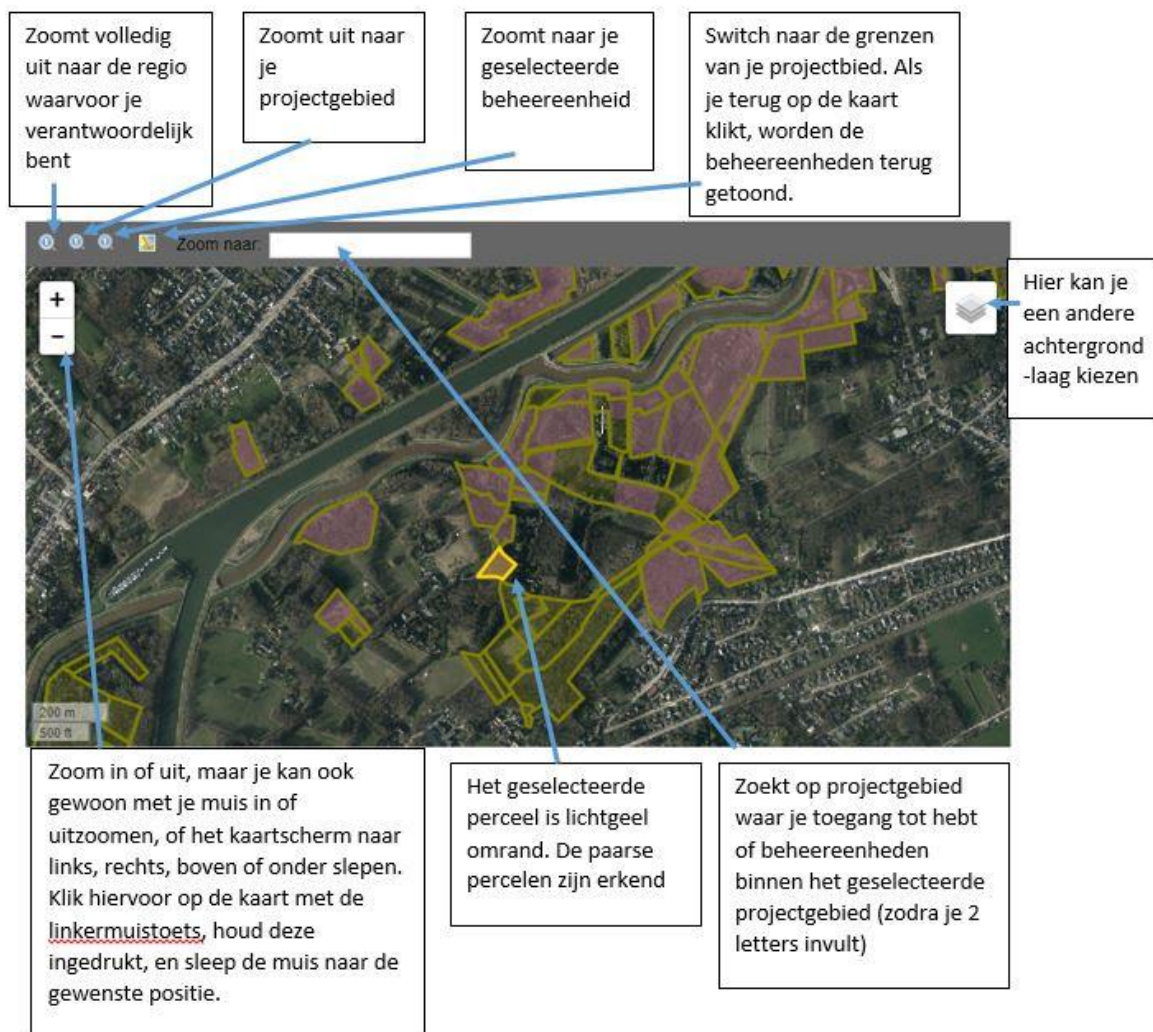 Zoomt volledig
uit naar de regio
waarvoor je
verantwoordelijk
bent
Zoomt uit naar
je
projectgebied
Zoomt naar je
geselecteerde
beheereenheid
Switch naar de grenzen
van je projectbied. Als
je terug op de kaart
klikt, worden de
beheereenheden terug
getoond.
Zoom naar:
+
−
Hier kan je
een andere
achtergrond
-laag kiezen
200 m
500 ft
Zoom in of uit, maar je kan ook
gewoon met je muis in of
uitzoomen, of het kaartscherm naar
links, rechts, boven of onder slepen.
Klik hiervoor op de kaart met de
linkermuistoets, houd deze
ingedrukt, en sleep de muis naar de
gewenste positie.
Het geselecteerde
perceel is lichtgeel
omrand. De paarse
percelen zijn erkend
Zoekt op projectgebied
waar je toegang tot hebt
of beheereenheden
binnen het geselecteerde
projectgebied (zodra je 2
letters invult)